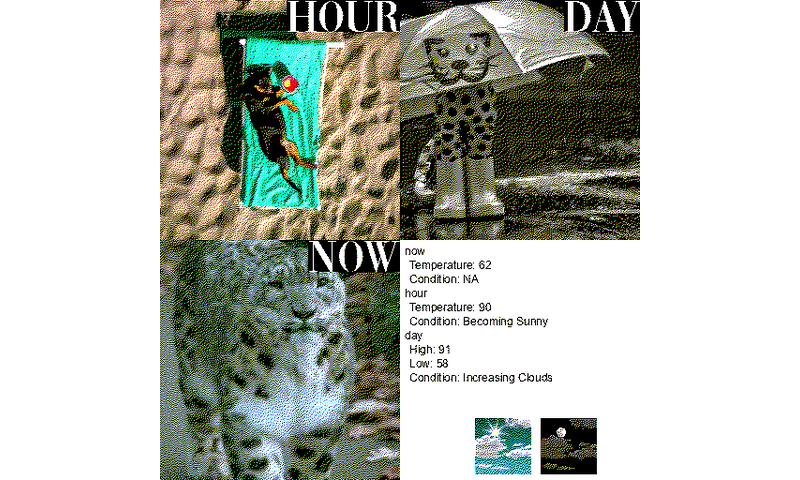 HOUR
DAY
NOW
now
Temperature: 62
Condition: NA
hour
Temperature: 90
Condition: Becoming Sunny
day
High: 91
Low: 58
Condition: Increasing Clouds